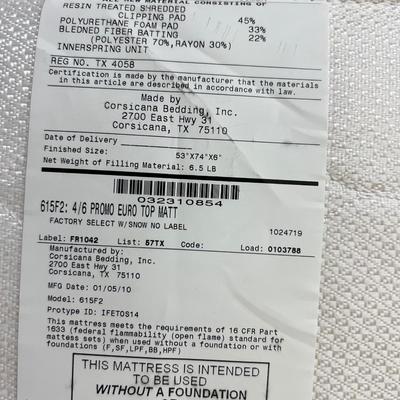 ALL NEW MATERIAL CONSISTING OF
RESIN TREATED SHREDDED
CLIPPING PAD 45%
POLYURETHANE FOAM PAD 33%
BLEDNED FIBER BATTING 22%
(POLYESTER 70%,RAYON 30%)
INNERSPRING UNIT
REG NO. TX 4058
Certification is made by the manufacturer that the materials
in this article are described in accordance with law.
Made by
Corsicana Bedding, Inc.
2700 East Hwy 31
Corsicana, TX 75110
Date of Delivery
Finished Size: 53"X74"X6"
Net Weight of Filling Material: 6.5 LB
032310854
615F2: 4/6 PROMO EURO TOP MATT
FACTORY SELECT W/SNOW NO LABEL
1024719
Label: FR1042 List: 57TX Code: Load: 0103788
Manufactured by:
Corsicana Bedding, Inc.
2700 East Hwy 31
Corsicana, TX 75110
MFG Date: 01/05/10
Model: 615F2
Protype ID: IFET0S14
This mattress meets the requirements of 16 CFR Part
1633 (federal flammability (open flame) standard for
mattress sets) when used without a foundation or with
foundations (F,SF,LPF,BB,HPF)
THIS MATTRESS IS INTENDED
TO BE USED
WITHOUT A FOUNDATION